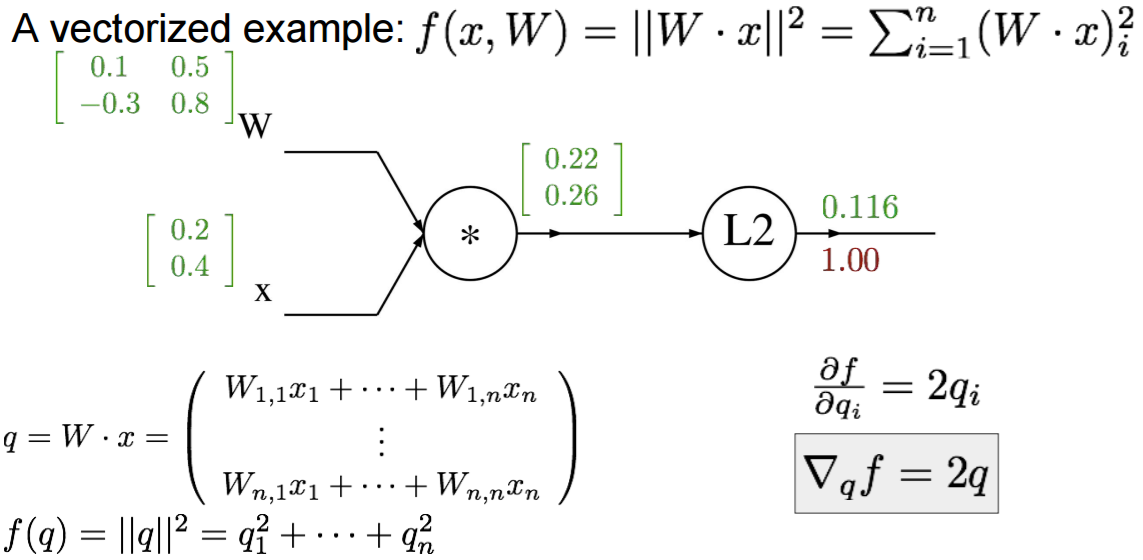 A vectorized example: f(x, W) = ||W · x||² = ∑ⁿᵢ₌₁(W · x)²ᵢ
[ 0.1 0.5
−0.3 0.8 ]
W
[ 0.22
0.26 ]
[ 0.2
0.4 ]
x
*
L2
0.116
1.00
q = W · x = ( W₁,₁x₁ + ··· + W₁,ₙxₙ
⋮
Wₙ,₁x₁ + ··· + Wₙ,ₙxₙ )
f(q) = ||q||² = q₁² + ··· + qₙ²
∂f/∂qᵢ = 2qᵢ
∇_q f = 2q